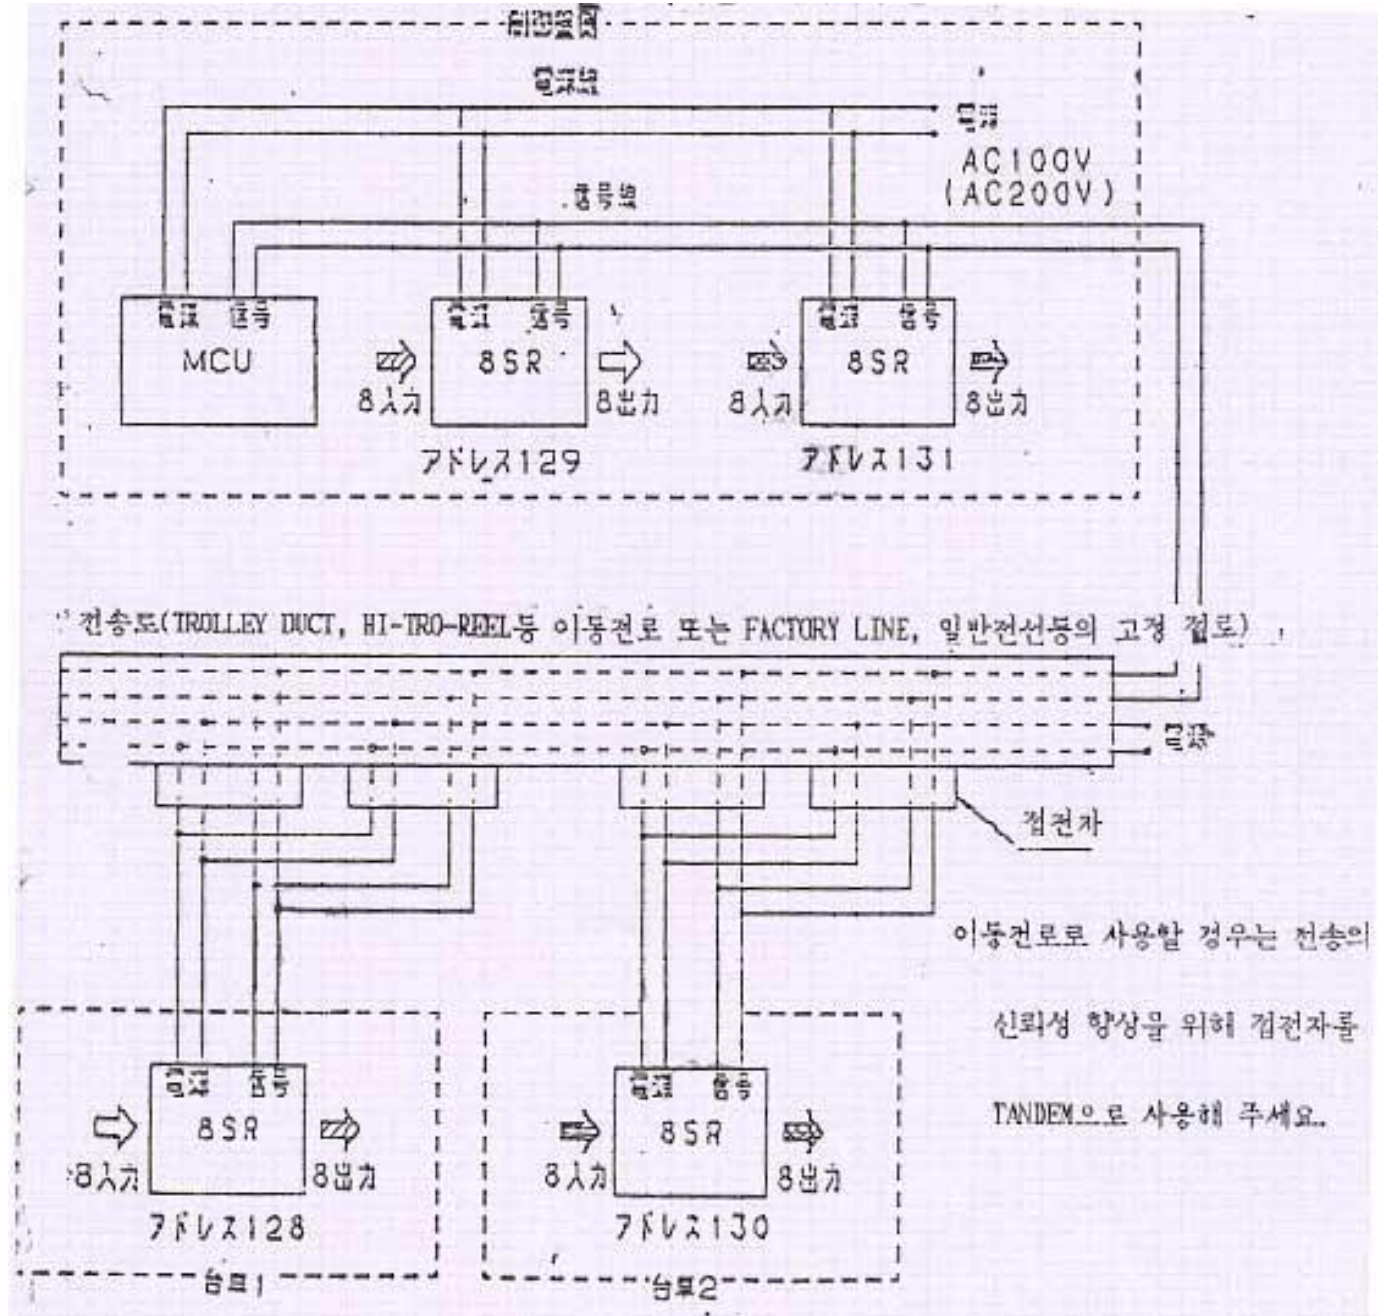 電源
AC100V
(AC200V)
信号線
電源 信号
MCU
電源 信号
8SR
8入力
8出力
アドレス129
電源 信号
8SR
8入力
8出力
アドレス131
전송로(TROLLEY DUCT, HI-TRO-REEL등 이동전로 또는 FACTORY LINE, 일반전선등의 고정 전로)
電源
집전자
이동전로로 사용할 경우는 전송의
신뢰성 향상을 위해 집전자를
TANDEM으로 사용해 주세요.
電源 信号
8SR
8入力
8出力
アドレス128
台車1
電源 信号
8SR
8入力
8出力
アドレス130
台車2